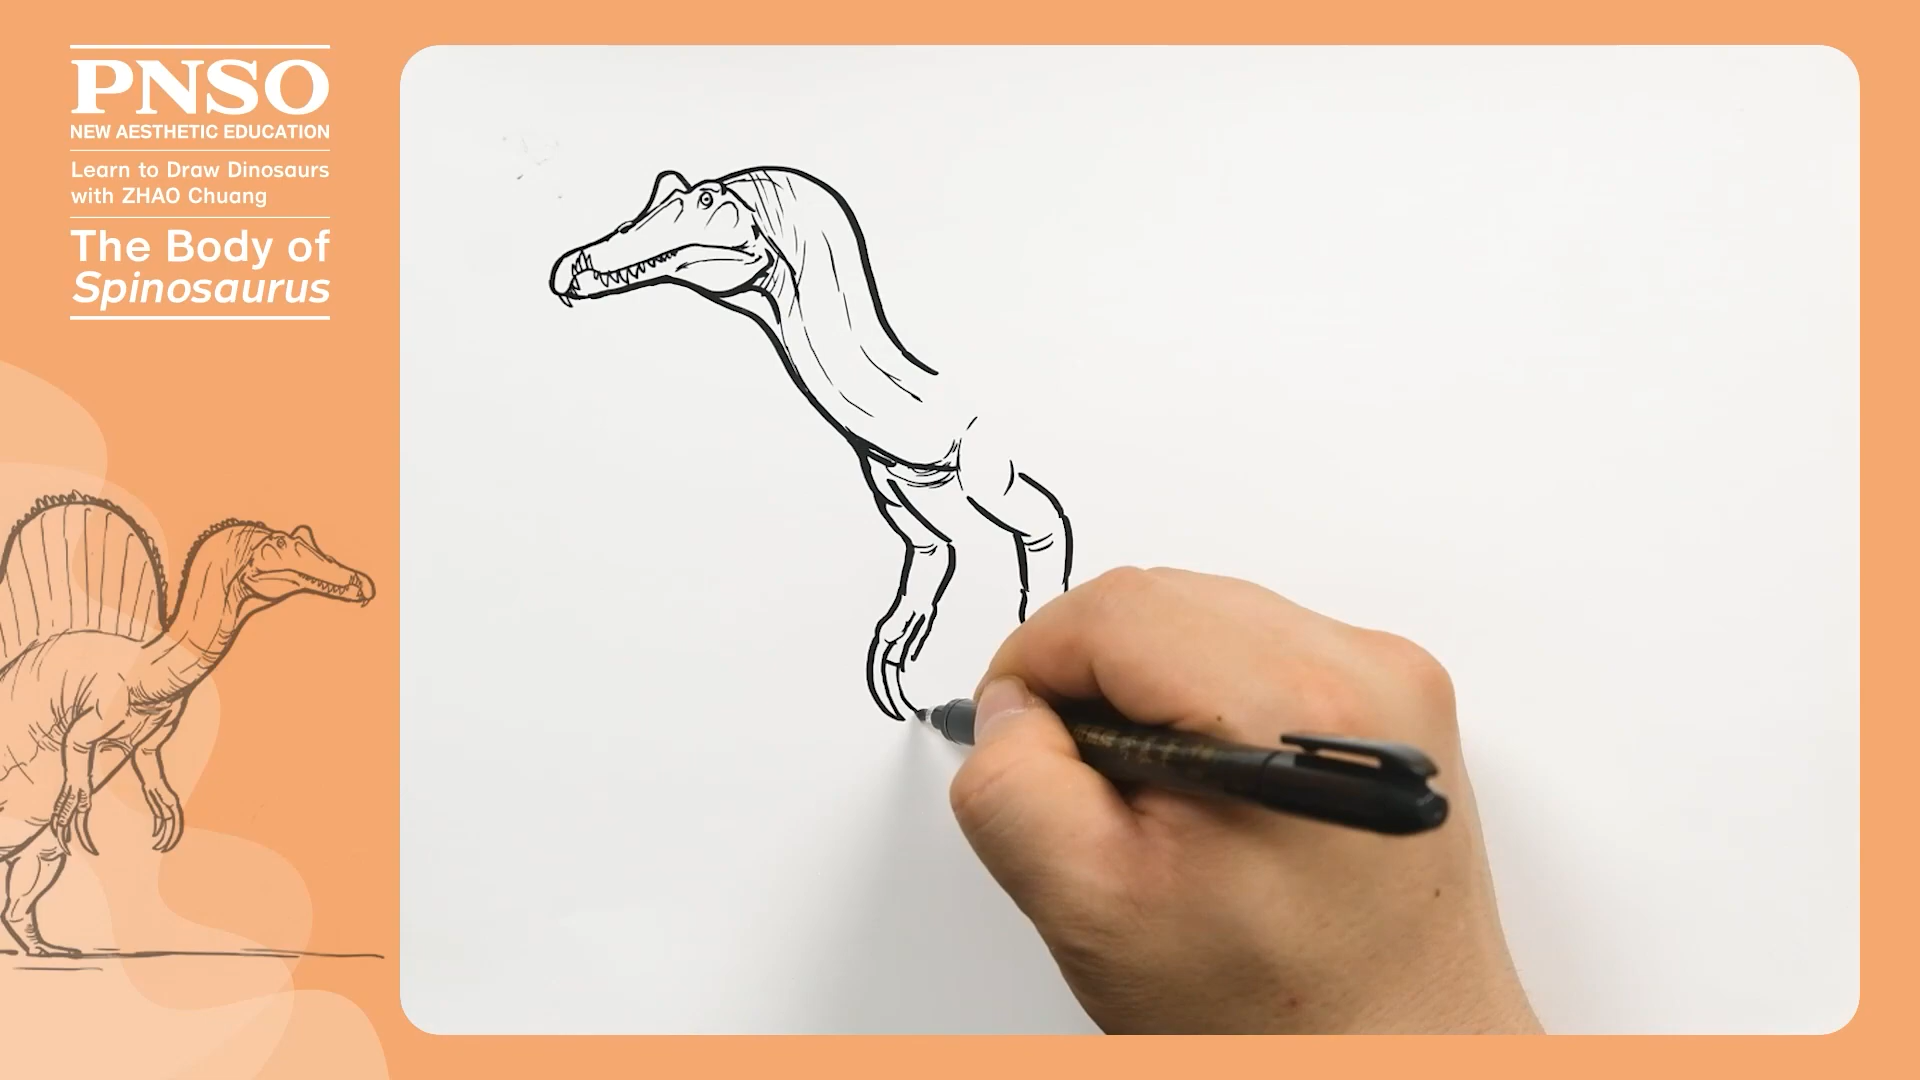 PNSO
NEW AESTHETIC EDUCATION
Learn to Draw Dinosaurs
with ZHAO Chuang
The Body of
Spinosaurus